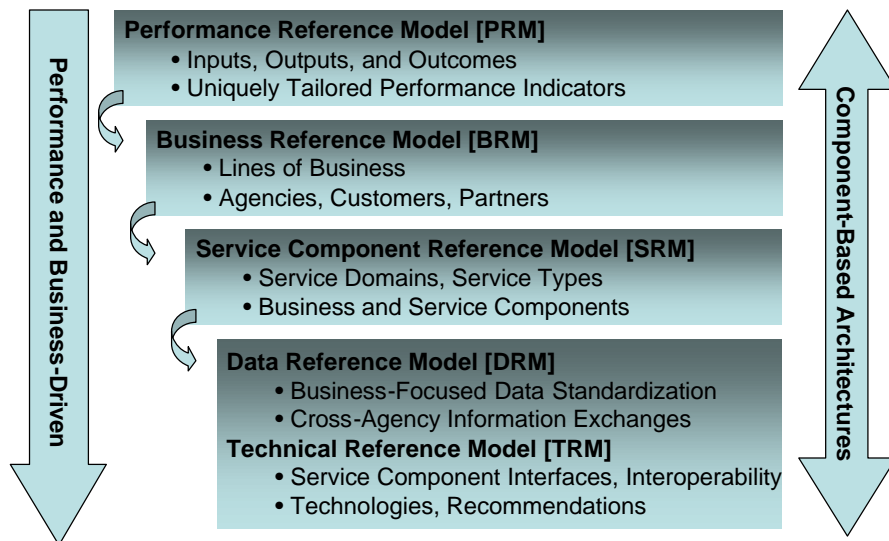 Performance and Business-Driven
Performance Reference Model [PRM]
• Inputs, Outputs, and Outcomes
• Uniquely Tailored Performance Indicators
Business Reference Model [BRM]
• Lines of Business
• Agencies, Customers, Partners
Service Component Reference Model [SRM]
• Service Domains, Service Types
• Business and Service Components
Data Reference Model [DRM]
• Business-Focused Data Standardization
• Cross-Agency Information Exchanges
Technical Reference Model [TRM]
• Service Component Interfaces, Interoperability
• Technologies, Recommendations
Component-Based Architectures